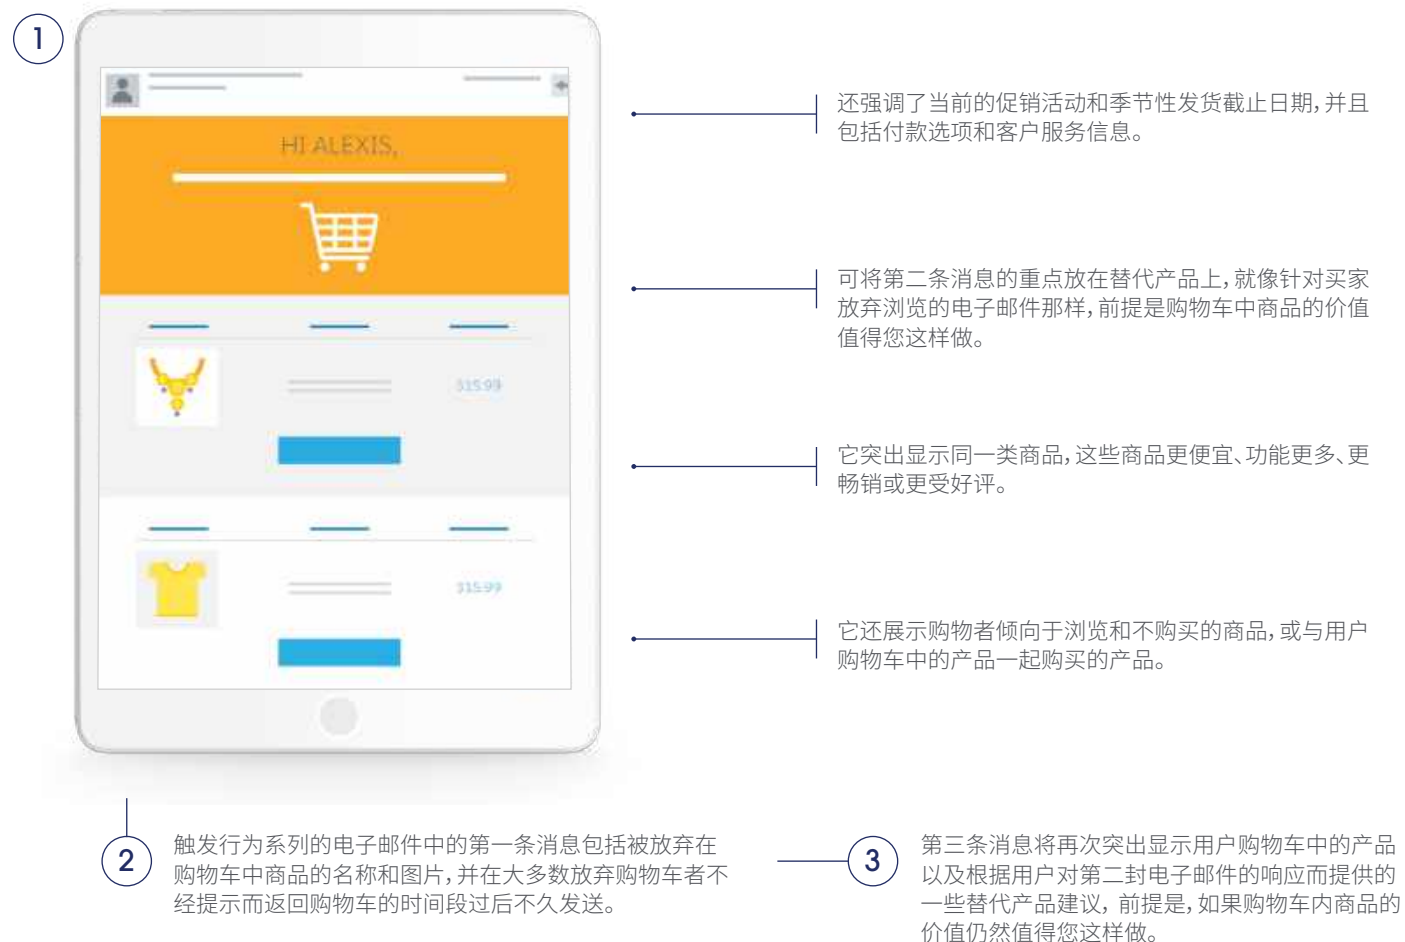 1
HI ALEXIS,
$15.99
$15.99
还强调了当前的促销活动和季节性发货截止日期,并且
包括付款选项和客户服务信息。
可将第二条消息的重点放在替代产品上,就像针对买家
放弃浏览的电子邮件那样,前提是购物车中商品的价值
值得您这样做。
它突出显示同一类商品,这些商品更便宜、功能更多、更
畅销或更受好评。
它还展示购物者倾向于浏览和不购买的商品,或与用户
购物车中的产品一起购买的产品。
2
触发行为系列的电子邮件中的第一条消息包括被放弃在
购物车中商品的名称和图片,并在大多数放弃购物车者不
经提示而返回购物车的时间段过后不久发送。
3
第三条消息将再次突出显示用户购物车中的产品
以及根据用户对第二封电子邮件的响应而提供的
一些替代产品建议, 前提是,如果购物车内商品的
价值仍然值得您这样做。